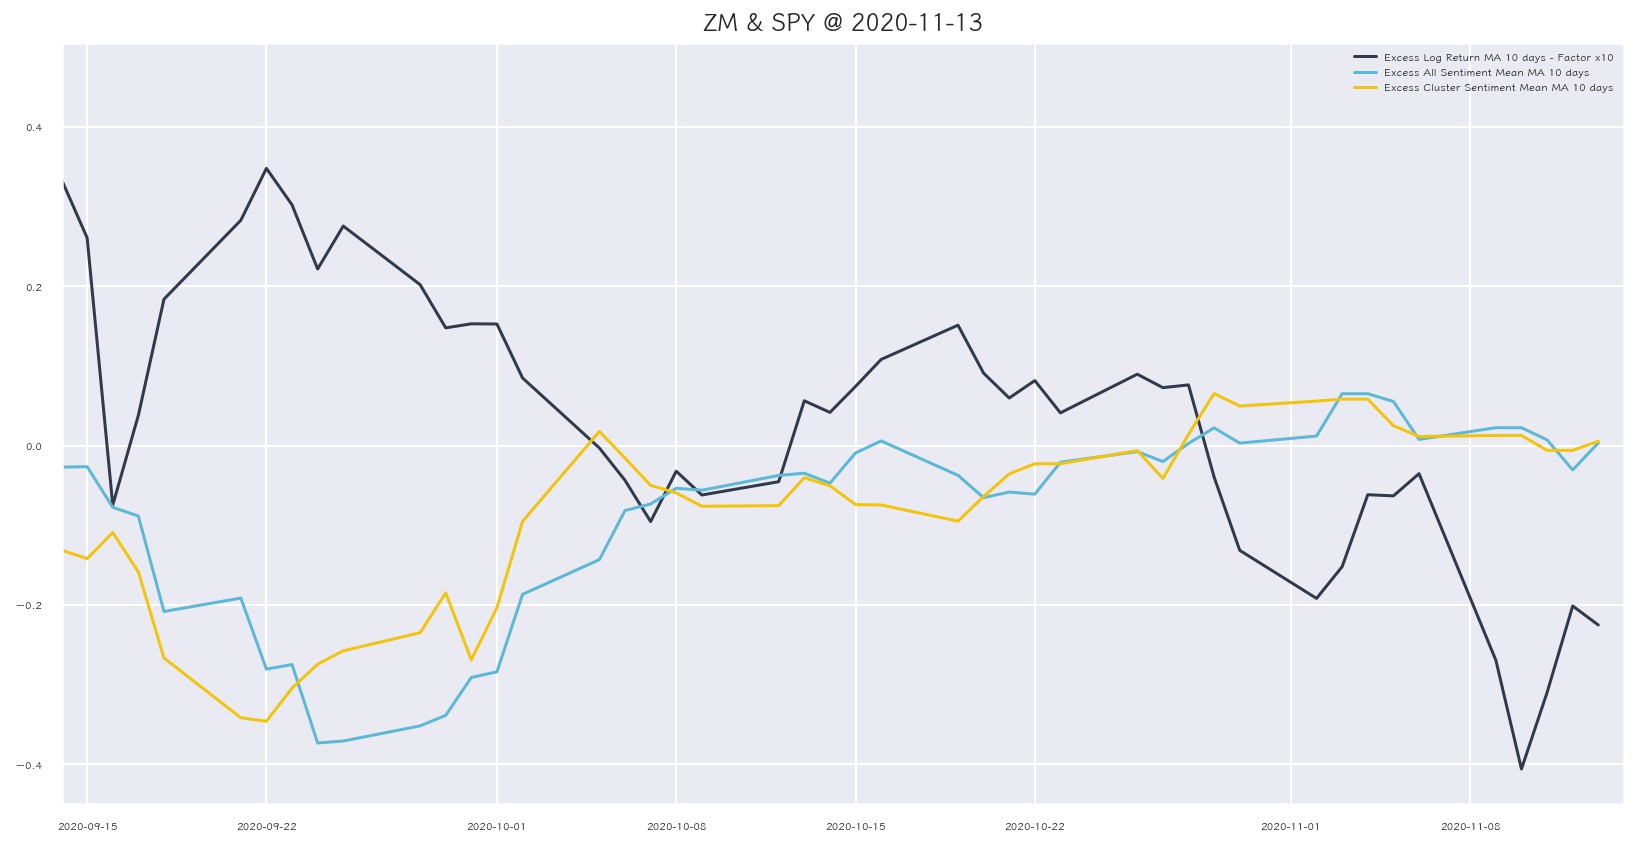 ZM & SPY @ 2020-11-13
Excess Log Return MA 10 days - Factor x10
Excess All Sentiment Mean MA 10 days
Excess Cluster Sentiment Mean MA 10 days
0.4
0.2
0.0
−0.2
−0.4
2020-09-15 2020-09-22 2020-10-01 2020-10-08 2020-10-15 2020-10-22 2020-11-01 2020-11-08